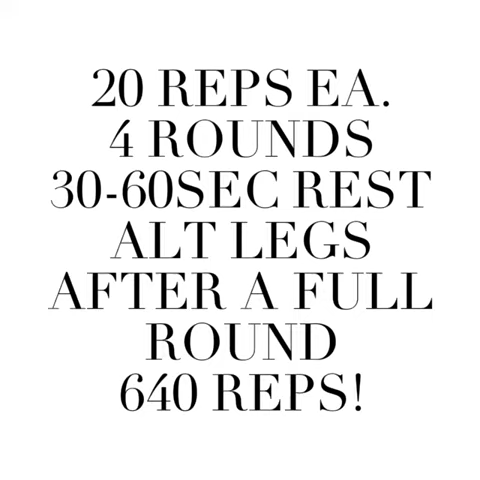 20 REPS EA.
4 ROUNDS
30-60SEC REST
ALT LEGS
AFTER A FULL
ROUND
640 REPS!